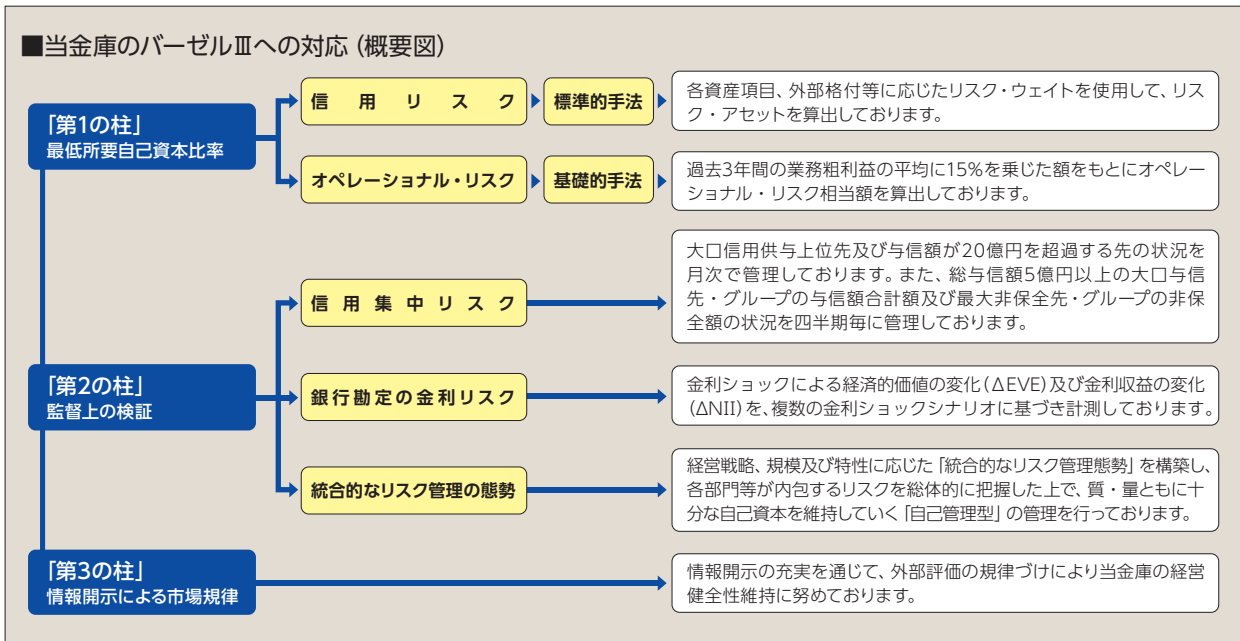 ■当金庫のバーゼルⅢへの対応（概要図）
「第1の柱」
最低所要自己資本比率
信用リスク
標準的手法
各資産項目、外部格付等に応じたリスク・ウェイトを使用して、リス
ク・アセットを算出しております。
オペレーショナル・リスク
基礎的手法
過去3年間の業務粗利益の平均に15%を乗じた額をもとにオペレー
ショナル・リスク相当額を算出しております。
「第2の柱」
監督上の検証
信用集中リスク
大口信用供与上位先及び与信額が20億円を超過する先の状況を
月次で管理しております。また、総与信額5億円以上の大口与信
先・グループの与信額合計額及び最大非保全先・グループの非保
全額の状況を四半期毎に管理しております。
銀行勘定の金利リスク
金利ショックによる経済的価値の変化（ΔEVE）及び金利収益の変化
（ΔNII）を、複数の金利ショックシナリオに基づき計測しております。
統合的なリスク管理の態勢
経営戦略、規模及び特性に応じた「統合的なリスク管理態勢」を構築し、
各部門等が内包するリスクを総体的に把握した上で、質・量ともに十
分な自己資本を維持していく「自己管理型」の管理を行っております。
「第3の柱」
情報開示による市場規律
情報開示の充実を通じて、外部評価の規律づけにより当金庫の経営
健全性維持に努めております。